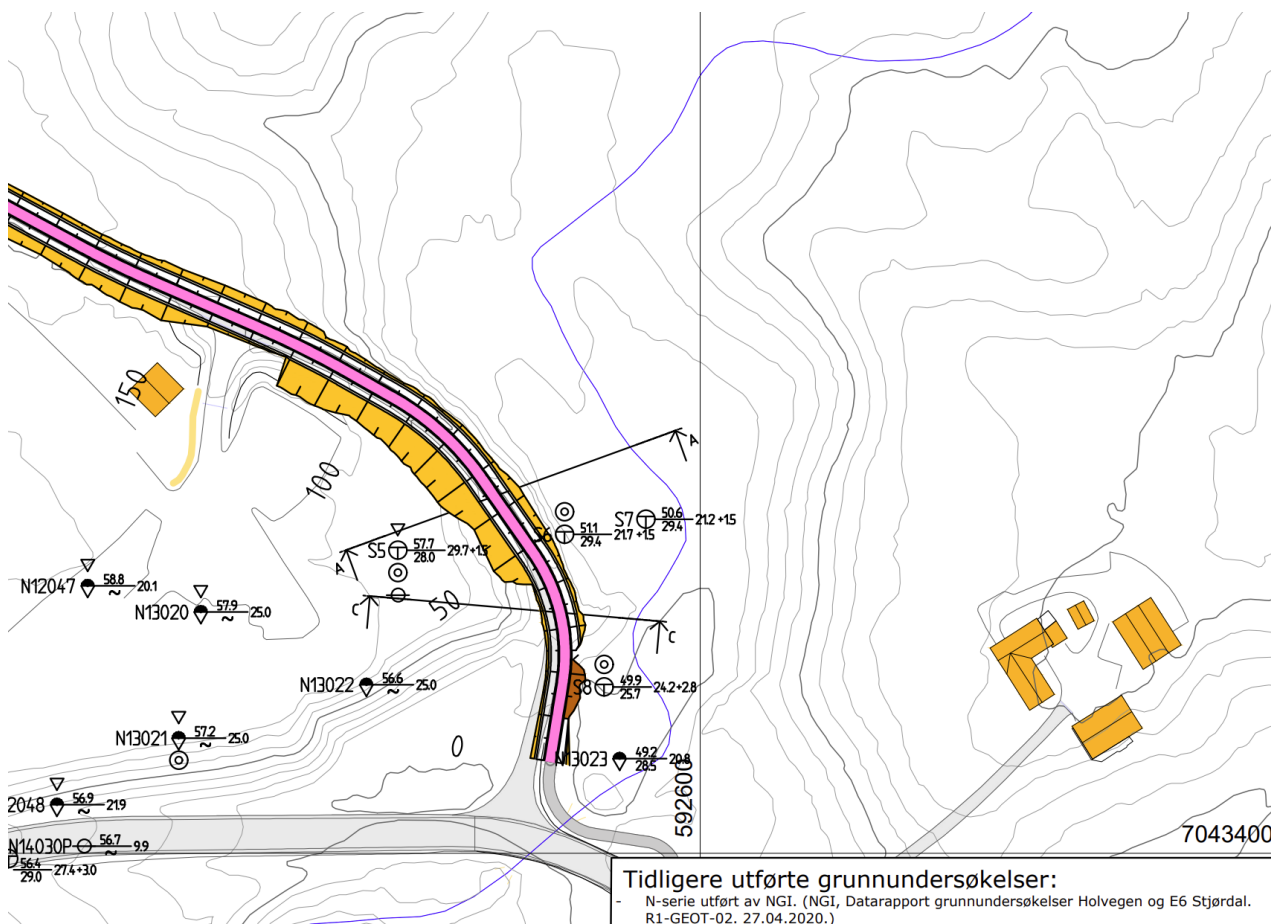 150
100
A
S7 50.6 21.2 +1.5
29.4
S6 51.1 21.7 +1.5
29.4
S5 57.7 29.7+1.5
28.0
A
N12047 58.8 20.1
~
C
50
N13020 57.9 25.0
~
C
N13022 56.6 25.0
~
S8 49.9 24.2+2.8
25.7
N13021 57.2 25.0
~
0
N13023 49.2 20.8
28.5
592600
2048 56.9 21.9
~
7043400
N14030P 56.7 9.9
~
56.4 27.4+3.0
29.0
Tidligere utførte grunnundersøkelser:
- N-serie utført av NGI. (NGI, Datarapport grunnundersøkelser Holvegen og E6 Stjørdal.
R1-GEOT-02. 27.04.2020.)